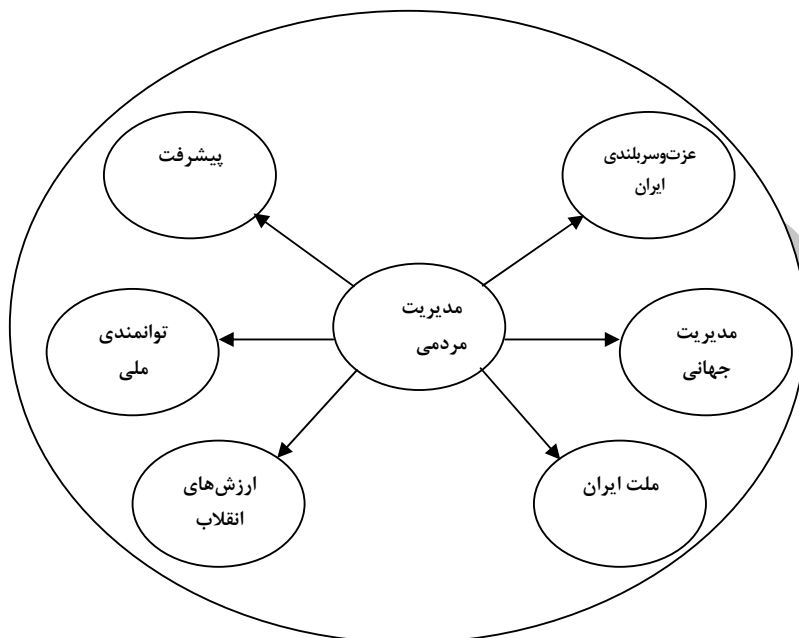 عزت‌وسربلندی
ایران
پیشرفت
مدیریت
مردمی
مدیریت
جهانی
توانمندی
ملی
ملت ایران
ارزش‌های
انقلاب